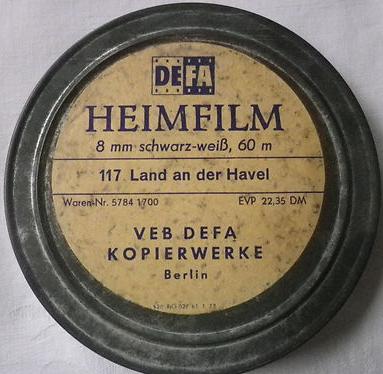 DEFA
HEIMFILM
8 mm schwarz-weiß, 60 m
117 Land an der Havel
Waren-Nr. 5784 1700 EVP 22,35 DM
VEB DEFA
KOPIERWERKE
Berlin